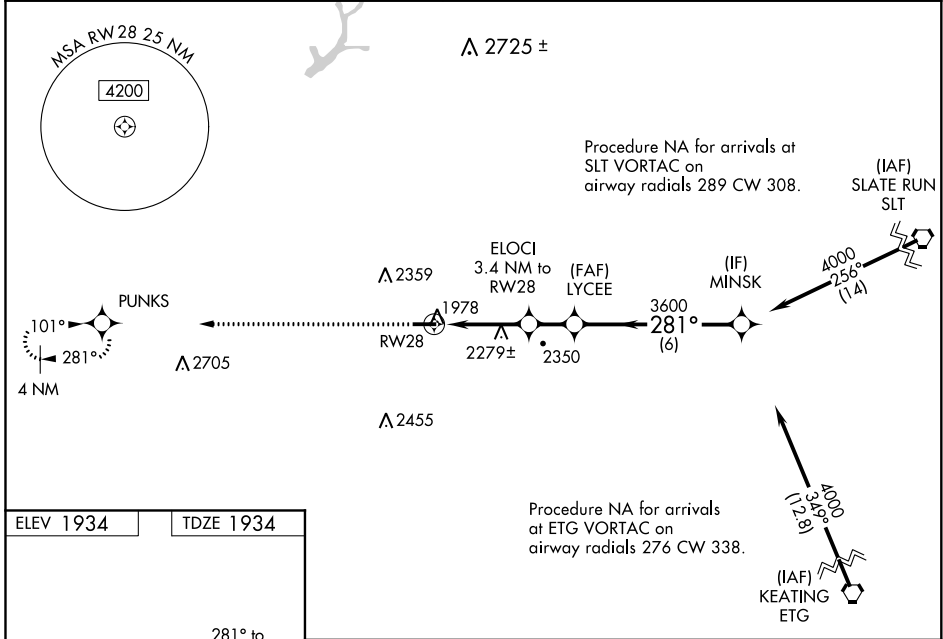 MSA RW 28 25 NM
4200
2725 ±
Procedure NA for arrivals at
SLT VORTAC on
airway radials 289 CW 308.
(IAF)
SLATE RUN
SLT
4000
256°
(14)
ELOCI
3.4 NM to
RW28
(FAF)
LYCEE
(IF)
MINSK
3600
281°
(6)
2359
1978
RW28
2279±
2350
PUNKS
101°
281°
4 NM
2705
2455
4000
349°
(12.8)
Procedure NA for arrivals
at ETG VORTAC on
airway radials 276 CW 338.
(IAF)
KEATING
ETG
ELEV 1934
TDZE 1934
281° to